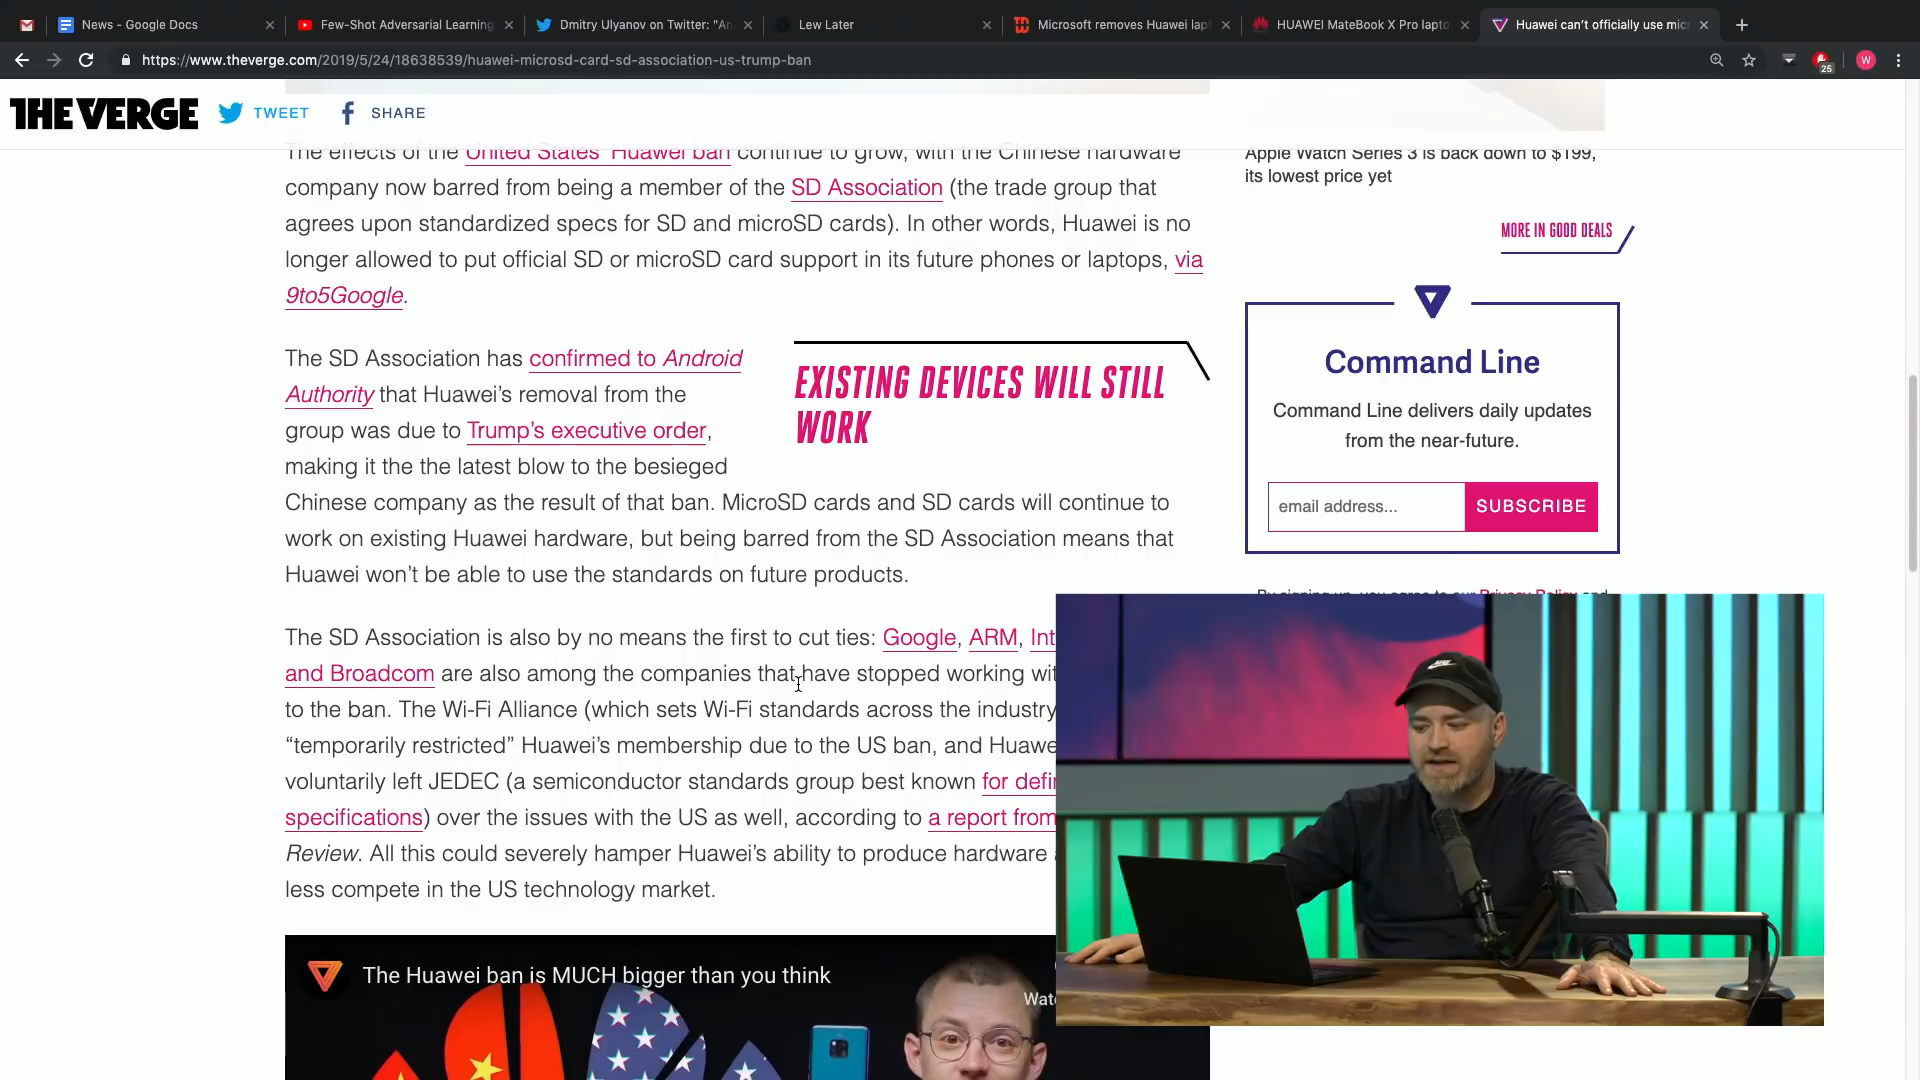 News - Google Docs
Few-Shot Adversarial Learning
Dmitry Ulyanov on Twitter: "An
Lew Later
Microsoft removes Huawei lapt
HUAWEI MateBook X Pro lapto
Huawei can't officially use mic
https://www.theverge.com/2019/5/24/18638539/huawei-microsd-card-sd-association-us-trump-ban
25
W
THE VERGE
TWEET
SHARE
The effects of the United States' Huawei ban continue to grow, with the Chinese hardware
company now barred from being a member of the SD Association (the trade group that
agrees upon standardized specs for SD and microSD cards). In other words, Huawei is no
longer allowed to put official SD or microSD card support in its future phones or laptops, via
9to5Google.
The SD Association has confirmed to Android
Authority that Huawei's removal from the
group was due to Trump's executive order,
making it the the latest blow to the besieged
Chinese company as the result of that ban. MicroSD cards and SD cards will continue to
work on existing Huawei hardware, but being barred from the SD Association means that
Huawei won't be able to use the standards on future products.
EXISTING DEVICES WILL STILL
WORK
The SD Association is also by no means the first to cut ties: Google, ARM, Int
and Broadcom are also among the companies that have stopped working wit
to the ban. The Wi-Fi Alliance (which sets Wi-Fi standards across the industry
"temporarily restricted" Huawei's membership due to the US ban, and Huawe
voluntarily left JEDEC (a semiconductor standards group best known for defi
specifications) over the issues with the US as well, according to a report from
Review. All this could severely hamper Huawei's ability to produce hardware
less compete in the US technology market.
The Huawei ban is MUCH bigger than you think
Watc
Apple Watch Series 3 is back down to $199,
its lowest price yet
MORE IN GOOD DEALS
Command Line
Command Line delivers daily updates
from the near-future.
email address...
SUBSCRIBE
By signing up, you agree to our Privacy Policy and